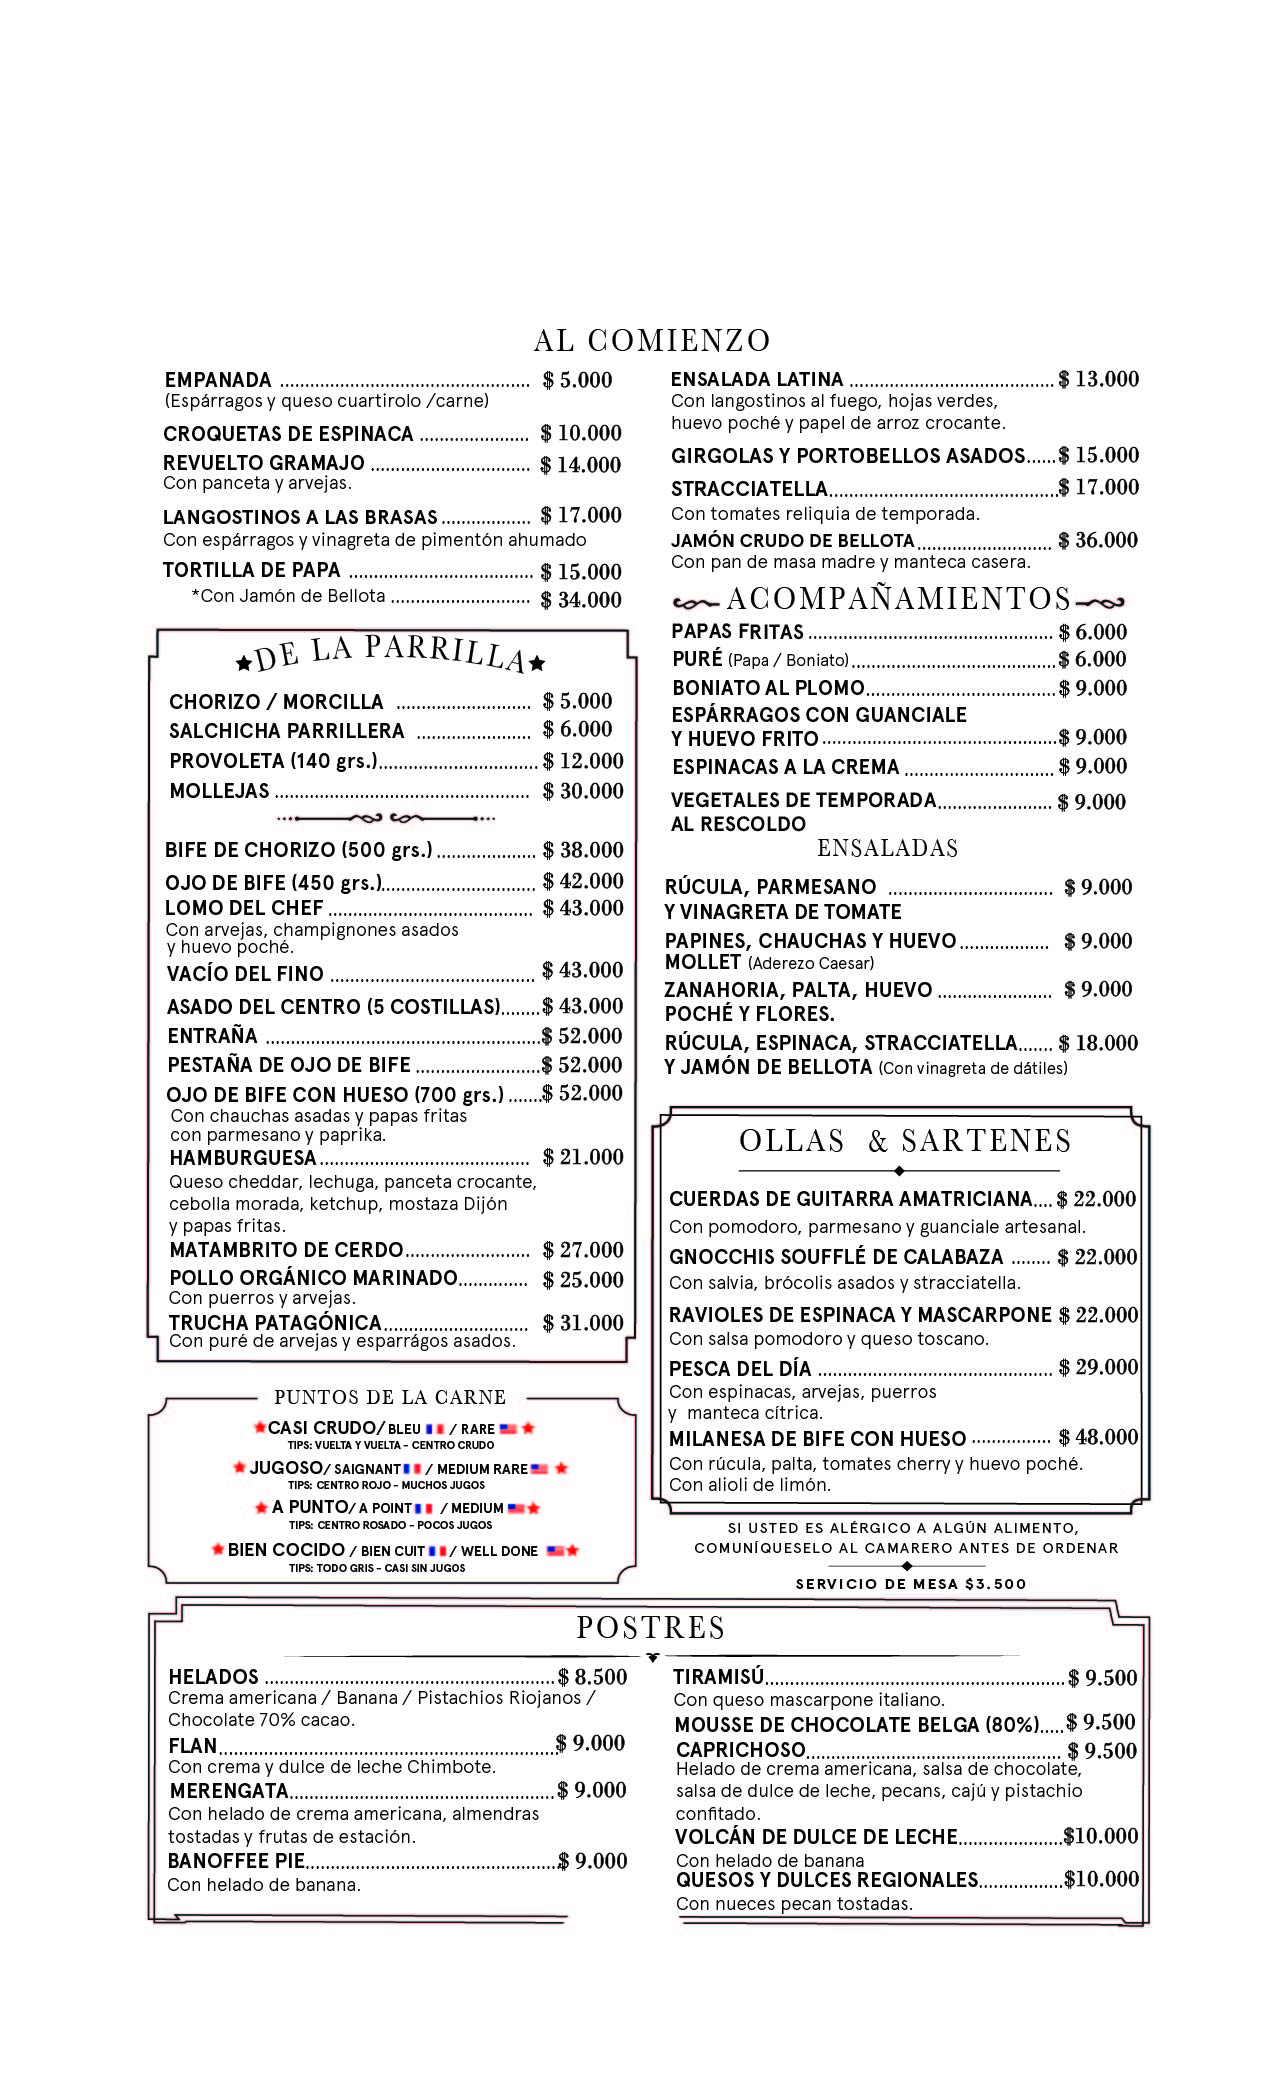 AL COMIENZO
EMPANADA ........ $ 5.000
(Espárragos y queso cuartirolo /carne)
CROQUETAS DE ESPINACA ........ $ 10.000
REVUELTO GRAMAJO ........ $ 14.000
Con panceta y arvejas.
LANGOSTINOS A LAS BRASAS ........ $ 17.000
Con espárragos y vinagreta de pimentón ahumado
TORTILLA DE PAPA ........ $ 15.000
*Con Jamón de Bellota ........ $ 34.000
ENSALADA LATINA ........ $ 13.000
Con langostinos al fuego, hojas verdes,
huevo poché y papel de arroz crocante.
GIRGOLAS Y PORTOBELLOS ASADOS...... $ 15.000
STRACCIATELLA........ $ 17.000
Con tomates reliquia de temporada.
JAMÓN CRUDO DE BELLOTA ........ $ 36.000
Con pan de masa madre y manteca casera.
DE LA PARRILLA
CHORIZO / MORCILLA ........ $ 5.000
SALCHICHA PARRILLERA ........ $ 6.000
PROVOLETA (140 grs.)........ $ 12.000
MOLLEJAS ........ $ 30.000
BIFE DE CHORIZO (500 grs.) ........ $ 38.000
OJO DE BIFE (450 grs.)........ $ 42.000
LOMO DEL CHEF ........ $ 43.000
Con arvejas, champignones asados
y huevo poché.
VACÍO DEL FINO ........ $ 43.000
ASADO DEL CENTRO (5 COSTILLAS)........ $ 43.000
ENTRAÑA ........ $ 52.000
PESTAÑA DE OJO DE BIFE ........ $ 52.000
OJO DE BIFE CON HUESO (700 grs.) ....... $ 52.000
Con chauchas asadas y papas fritas
con parmesano y paprika.
HAMBURGUESA ........ $ 21.000
Queso cheddar, lechuga, panceta crocante,
cebolla morada, ketchup, mostaza Dijón
y papas fritas.
MATAMBRITO DE CERDO........ $ 27.000
POLLO ORGÁNICO MARINADO........ $ 25.000
Con puerros y arvejas.
TRUCHA PATAGÓNICA........ $ 31.000
Con puré de arvejas y esparrágos asados.
ACOMPAÑAMIENTOS
PAPAS FRITAS ........ $ 6.000
PURÉ (Papa / Boniato)........ $ 6.000
BONIATO AL PLOMO........ $ 9.000
ESPÁRRAGOS CON GUANCIALE
Y HUEVO FRITO ........ $ 9.000
ESPINACAS A LA CREMA ........ $ 9.000
VEGETALES DE TEMPORADA........ $ 9.000
AL RESCOLDO
ENSALADAS
RÚCULA, PARMESANO ........ $ 9.000
Y VINAGRETA DE TOMATE
PAPINES, CHAUCHAS Y HUEVO........ $ 9.000
MOLLET (Aderezo Caesar)
ZANAHORIA, PALTA, HUEVO ........ $ 9.000
POCHÉ Y FLORES.
RÚCULA, ESPINACA, STRACCIATELLA....... $ 18.000
Y JAMÓN DE BELLOTA (Con vinagreta de dátiles)
OLLAS & SARTENES
CUERDAS DE GUITARRA AMATRICIANA.... $ 22.000
Con pomodoro, parmesano y guanciale artesanal.
GNOCCHIS SOUFFLÉ DE CALABAZA ........ $ 22.000
Con salvia, brócolis asados y stracciatella.
RAVIOLES DE ESPINACA Y MASCARPONE $ 22.000
Con salsa pomodoro y queso toscano.
PESCA DEL DÍA ........ $ 29.000
Con espinacas, arvejas, puerros
y manteca cítrica.
MILANESA DE BIFE CON HUESO ........ $ 48.000
Con rúcula, palta, tomates cherry y huevo poché.
Con alioli de limón.
PUNTOS DE LA CARNE
CASI CRUDO/ BLEU / RARE
TIPS: VUELTA Y VUELTA - CENTRO CRUDO
JUGOSO/ SAIGNANT / MEDIUM RARE
TIPS: CENTRO ROJO - MUCHOS JUGOS
A PUNTO/ A POINT / MEDIUM
TIPS: CENTRO ROSADO - POCOS JUGOS
BIEN COCIDO / BIEN CUIT / WELL DONE
TIPS: TODO GRIS - CASI SIN JUGOS
SI USTED ES ALÉRGICO A ALGÚN ALIMENTO,
COMUNÍQUESELO AL CAMARERO ANTES DE ORDENAR
SERVICIO DE MESA $3.500
POSTRES
HELADOS ........ $ 8.500
Crema americana / Banana / Pistachios Riojanos /
Chocolate 70% cacao.
FLAN........ $ 9.000
Con crema y dulce de leche Chimbote.
MERENGATA........ $ 9.000
Con helado de crema americana, almendras
tostadas y frutas de estación.
BANOFFEE PIE........ $ 9.000
Con helado de banana.
TIRAMISÚ........ $ 9.500
Con queso mascarpone italiano.
MOUSSE DE CHOCOLATE BELGA (80%)..... $ 9.500
CAPRICHOSO........ $ 9.500
Helado de crema americana, salsa de chocolate,
salsa de dulce de leche, pecans, cajú y pistachio
confitado.
VOLCÁN DE DULCE DE LECHE........ $10.000
Con helado de banana
QUESOS Y DULCES REGIONALES........ $10.000
Con nueces pecan tostadas.